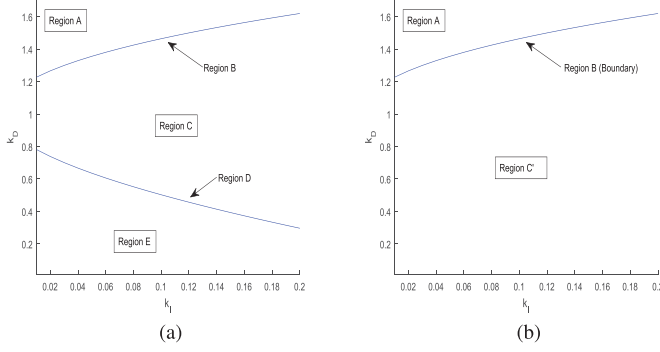 1.6
1.4
1.2
1
0.8
0.6
0.4
0.2
k_D
Region A
Region B
Region C
Region D
Region E
0.02 0.04 0.06 0.08 0.1 0.12 0.14 0.16 0.18 0.2
k_I
(a)
1.6
1.4
1.2
1
0.8
0.6
0.4
0.2
k_D
Region A
Region B (Boundary)
Region C"
0.02 0.04 0.06 0.08 0.1 0.12 0.14 0.16 0.18 0.2
k_I
(b)